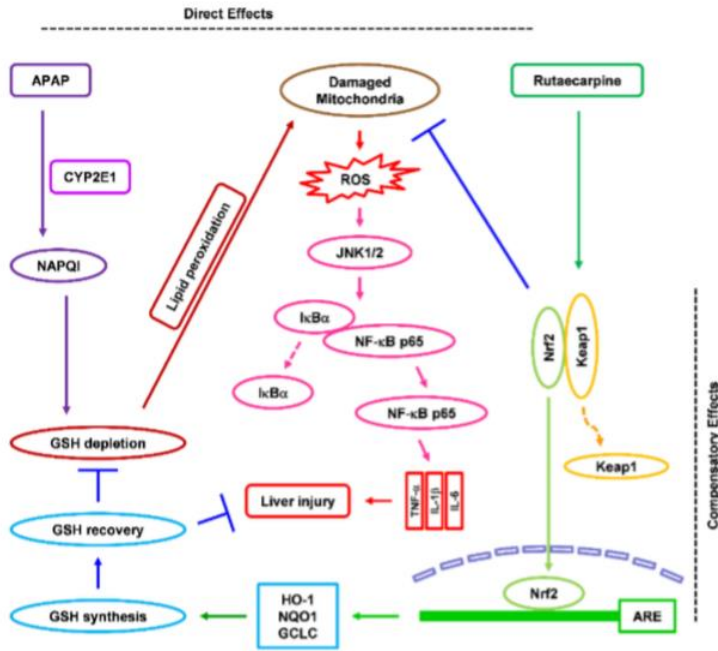 Direct Effects
APAP
Damaged
Mitochondria
Rutaecarpine
CYP2E1
ROS
NAPQI
Lipid peroxidation
JNK1/2
IκBα
NF-κB p65
Nrf2
Keap1
IκBα
NF-κB p65
GSH depletion
Keap1
Compensatory Effects
Liver injury
TNF-α
IL-1β
IL-6
GSH recovery
Nrf2
HO-1
NQO1
GCLC
GSH synthesis
ARE